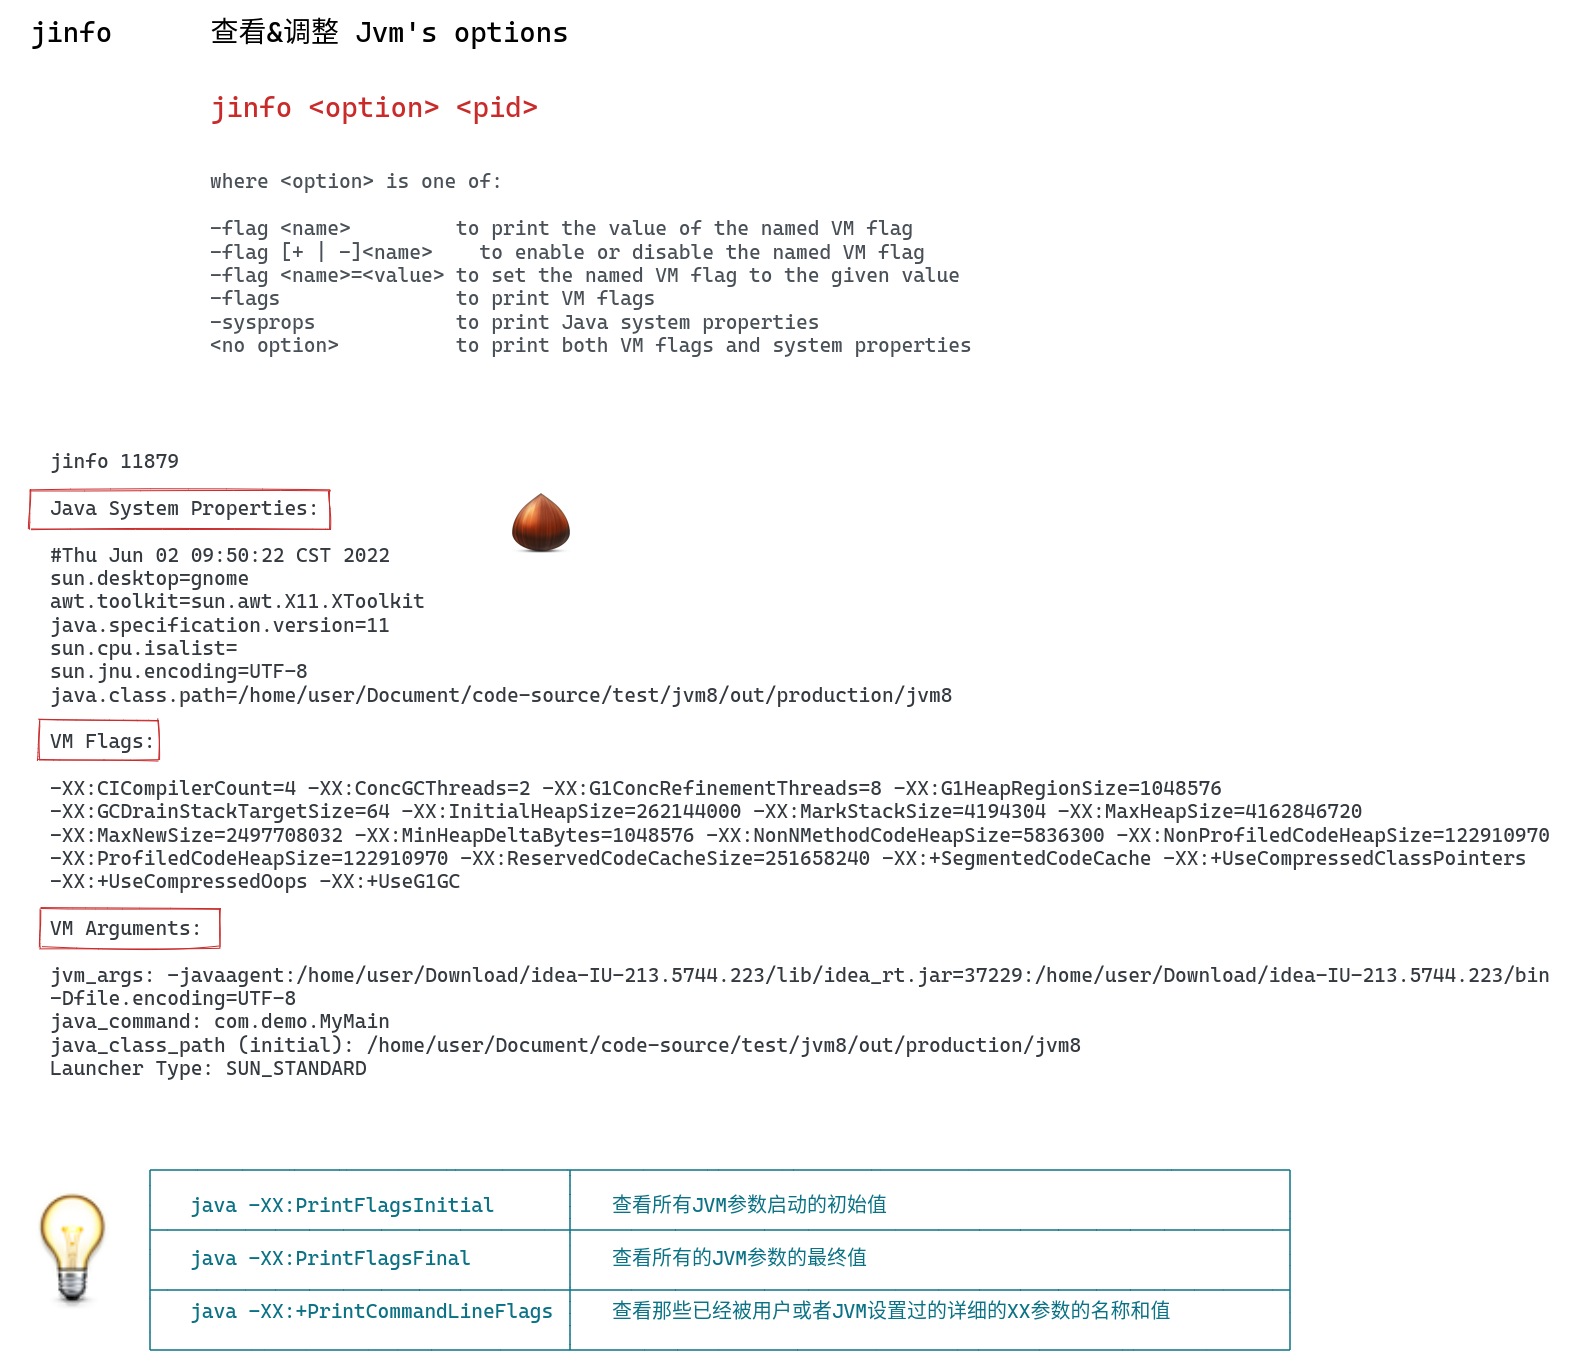 jinfo 查看&调整 Jvm's options
jinfo <option> <pid>
where <option> is one of:
-flag <name> to print the value of the named VM flag
-flag [+ | -]<name> to enable or disable the named VM flag
-flag <name>=<value> to set the named VM flag to the given value
-flags to print VM flags
-sysprops to print Java system properties
<no option> to print both VM flags and system properties
jinfo 11879
Java System Properties:
#Thu Jun 02 09:50:22 CST 2022
sun.desktop=gnome
awt.toolkit=sun.awt.X11.XToolkit
java.specification.version=11
sun.cpu.isalist=
sun.jnu.encoding=UTF-8
java.class.path=/home/user/Document/code-source/test/jvm8/out/production/jvm8
VM Flags:
-XX:CICompilerCount=4 -XX:ConcGCThreads=2 -XX:G1ConcRefinementThreads=8 -XX:G1HeapRegionSize=1048576
-XX:GCDrainStackTargetSize=64 -XX:InitialHeapSize=262144000 -XX:MarkStackSize=4194304 -XX:MaxHeapSize=4162846720
-XX:MaxNewSize=2497708032 -XX:MinHeapDeltaBytes=1048576 -XX:NonNMethodCodeHeapSize=5836300 -XX:NonProfiledCodeHeapSize=122910970
-XX:ProfiledCodeHeapSize=122910970 -XX:ReservedCodeCacheSize=251658240 -XX:+SegmentedCodeCache -XX:+UseCompressedClassPointers
-XX:+UseCompressedOops -XX:+UseG1GC
VM Arguments:
jvm_args: -javaagent:/home/user/Download/idea-IU-213.5744.223/lib/idea_rt.jar=37229:/home/user/Download/idea-IU-213.5744.223/bin
-Dfile.encoding=UTF-8
java_command: com.demo.MyMain
java_class_path (initial): /home/user/Document/code-source/test/jvm8/out/production/jvm8
Launcher Type: SUN_STANDARD
java -XX:PrintFlagsInitial 查看所有JVM参数启动的初始值
java -XX:PrintFlagsFinal 查看所有的JVM参数的最终值
java -XX:+PrintCommandLineFlags 查看那些已经被用户或者JVM设置过的详细的XX参数的名称和值